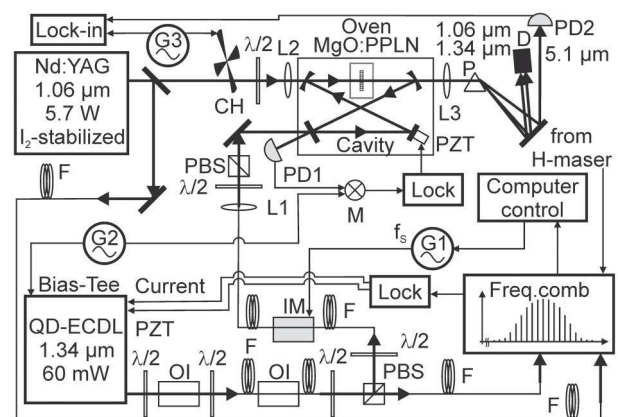 Lock-in
G3
λ/2
L2
Oven
MgO:PPLN
1.06 µm
1.34 µm
D
PD2
5.1 µm
P
Nd:YAG
1.06 µm
5.7 W
I₂-stabilized
CH
L3
Cavity
PZT
from
H-maser
F
PBS
λ/2
PD1
L1
M
Lock
Computer
control
G2
fₛ
G1
Bias-Tee
Current
Lock
Freq.comb
QD-ECDL
1.34 µm
60 mW
PZT
IM
F
F
λ/2
OI
λ/2
F
OI
F
λ/2
λ/2
PBS
F
F